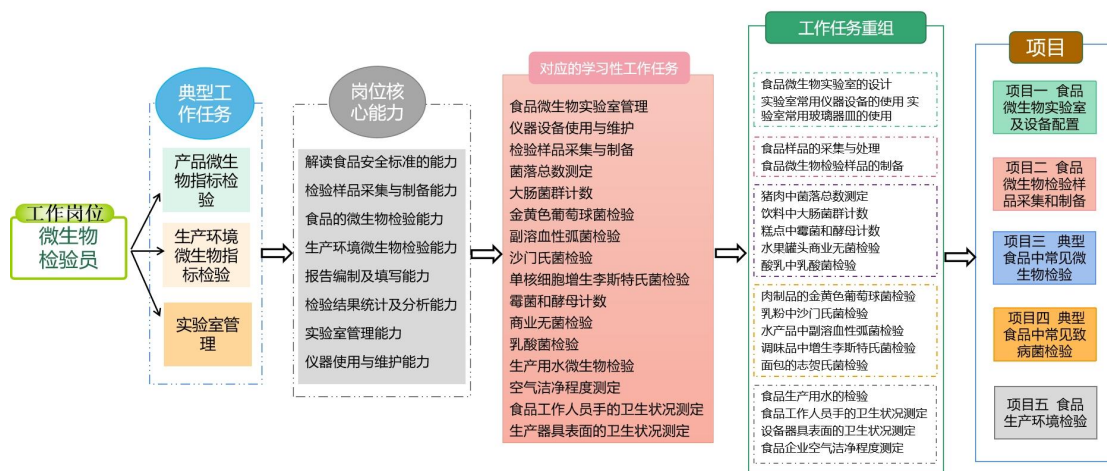 工作岗位
微生物
检验员
典型工
作任务
产品微生
物指标检
验
生产环境
微生物指
标检验
实验室管
理
岗位核
心能力
解读食品安全标准的能力
检验样品采集与制备能力
食品的微生物检验能力
生产环境微生物检验能力
报告编制及填写能力
检验结果统计及分析能力
实验室管理能力
仪器使用与维护能力
对应的学习性工作任务
食品微生物实验室管理
仪器设备使用与维护
检验样品采集与制备
菌落总数测定
大肠菌群计数
金黄色葡萄球菌检验
副溶血性弧菌检验
沙门氏菌检验
单核细胞增生李斯特氏菌检验
霉菌和酵母计数
商业无菌检验
乳酸菌检验
生产用水微生物检验
空气洁净程度测定
食品工作人员手的卫生状况测定
生产器具表面的卫生状况测定
工作任务重组
食品微生物实验室的设计
实验室常用仪器设备的使用 实
验室常用玻璃器皿的使用
食品样品的采集与处理
食品微生物检验样品的制备
猪肉中菌落总数测定
饮料中大肠菌群计数
糕点中霉菌和酵母计数
水果罐头商业无菌检验
酸乳中乳酸菌检验
肉制品的金黄色葡萄球菌检验
乳粉中沙门氏菌检验
水产品中副溶血性弧菌检验
调味品中增生李斯特氏菌检验
面包的志贺氏菌检验
食品生产用水的检验
食品工作人员手的卫生状况测定
设备器具表面的卫生状况测定
食品企业空气洁净程度测定
项目
项目一 食品
微生物实验室
及设备配置
项目二 食品
微生物检验样
品采集和制备
项目三 典型
食品中常见微
生物检验
项目四 典型
食品中常见致
病菌检验
项目五 食品
生产环境检验